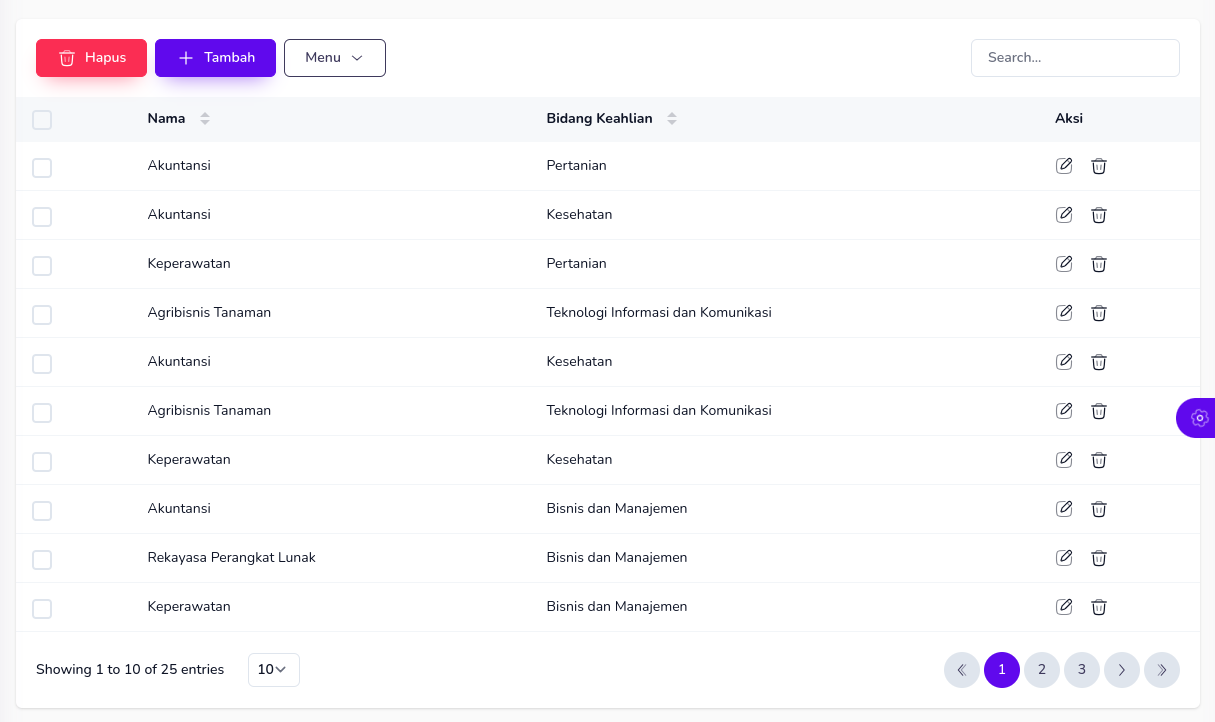 Hapus Tambah Menu Search...
Nama Bidang Keahlian Aksi
Akuntansi Pertanian
Akuntansi Kesehatan
Keperawatan Pertanian
Agribisnis Tanaman Teknologi Informasi dan Komunikasi
Akuntansi Kesehatan
Agribisnis Tanaman Teknologi Informasi dan Komunikasi
Keperawatan Kesehatan
Akuntansi Bisnis dan Manajemen
Rekayasa Perangkat Lunak Bisnis dan Manajemen
Keperawatan Bisnis dan Manajemen
Showing 1 to 10 of 25 entries 10 1 2 3